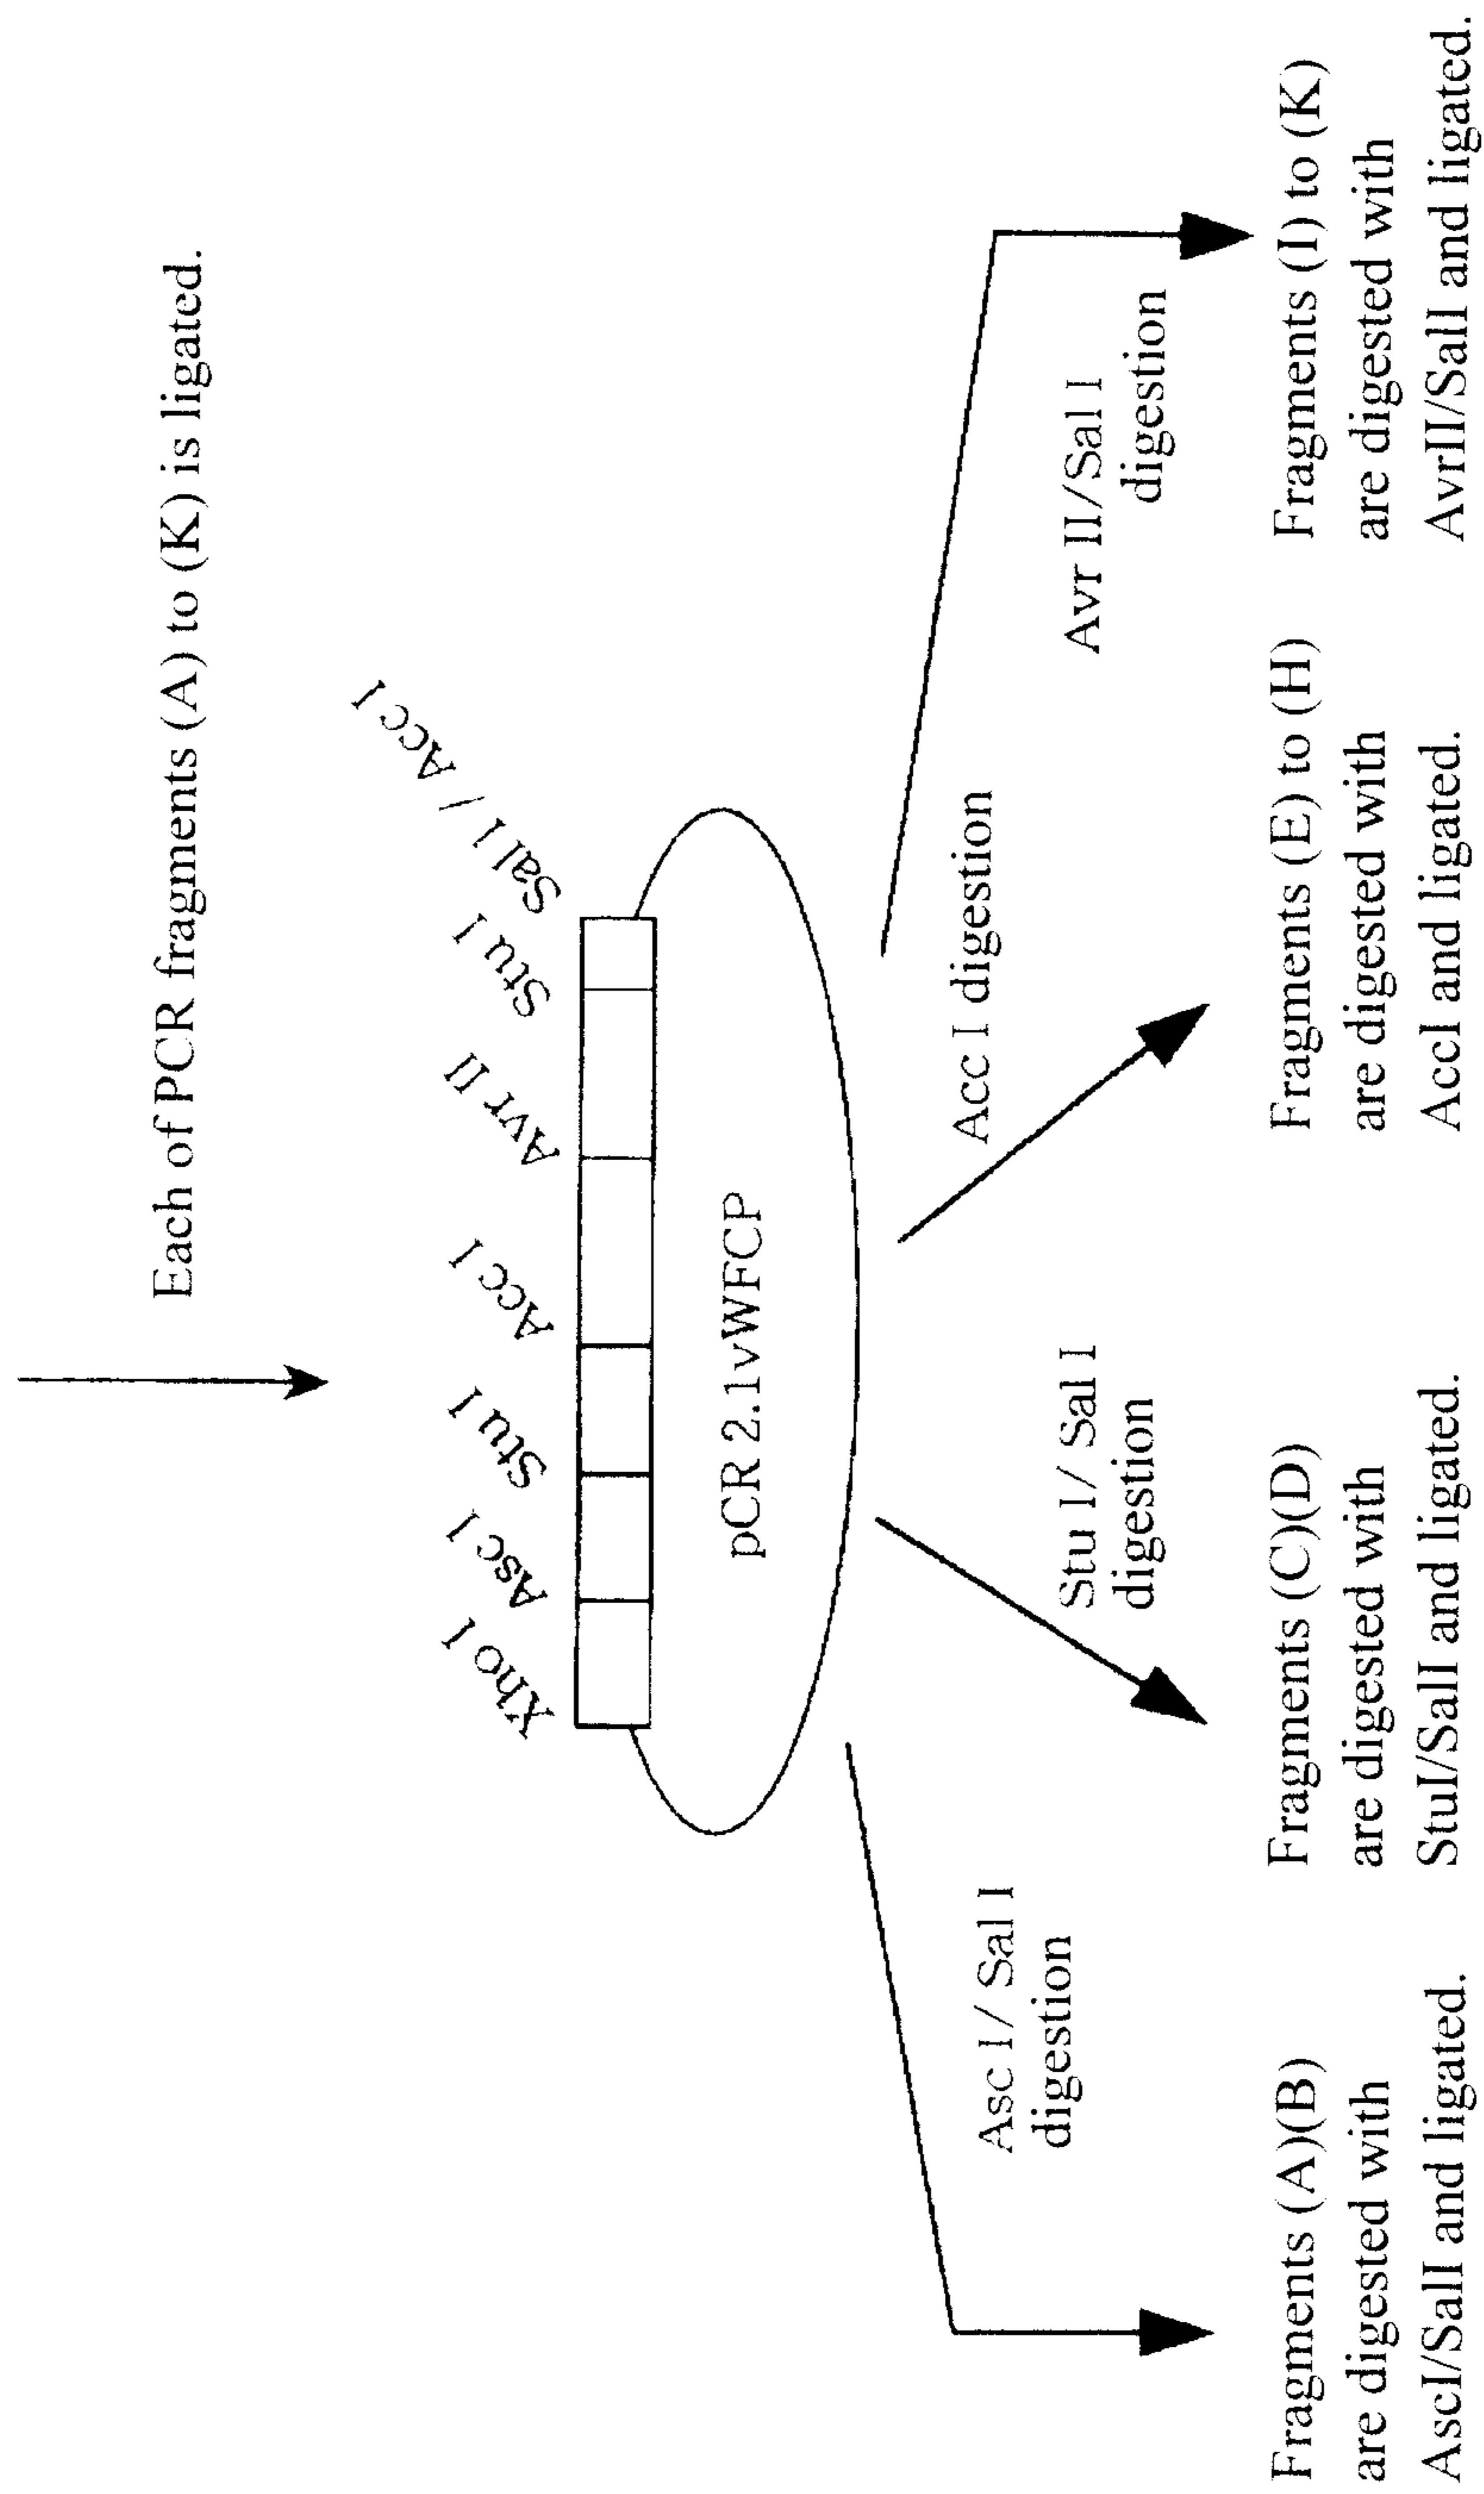 Each of PCR fragments (A) to (K) is ligated.
Xho I
Asc I
Stu I
Acc I
Avr II
Stu I
Sal I / Acc I
pCR 2.1vWFCP
Asc I / Sal I
digestion
Stu I / Sal I
digestion
Acc I digestion
Avr II/Sal I
digestion
Fragments (A)(B)
are digested with
AscI/SalI and ligated.
Fragments (C)(D)
are digested with
StuI/SalI and ligated.
Fragments (E) to (H)
are digested with
AccI and ligated.
Fragments (I) to (K)
are digested with
AvrII/SalI and ligated.